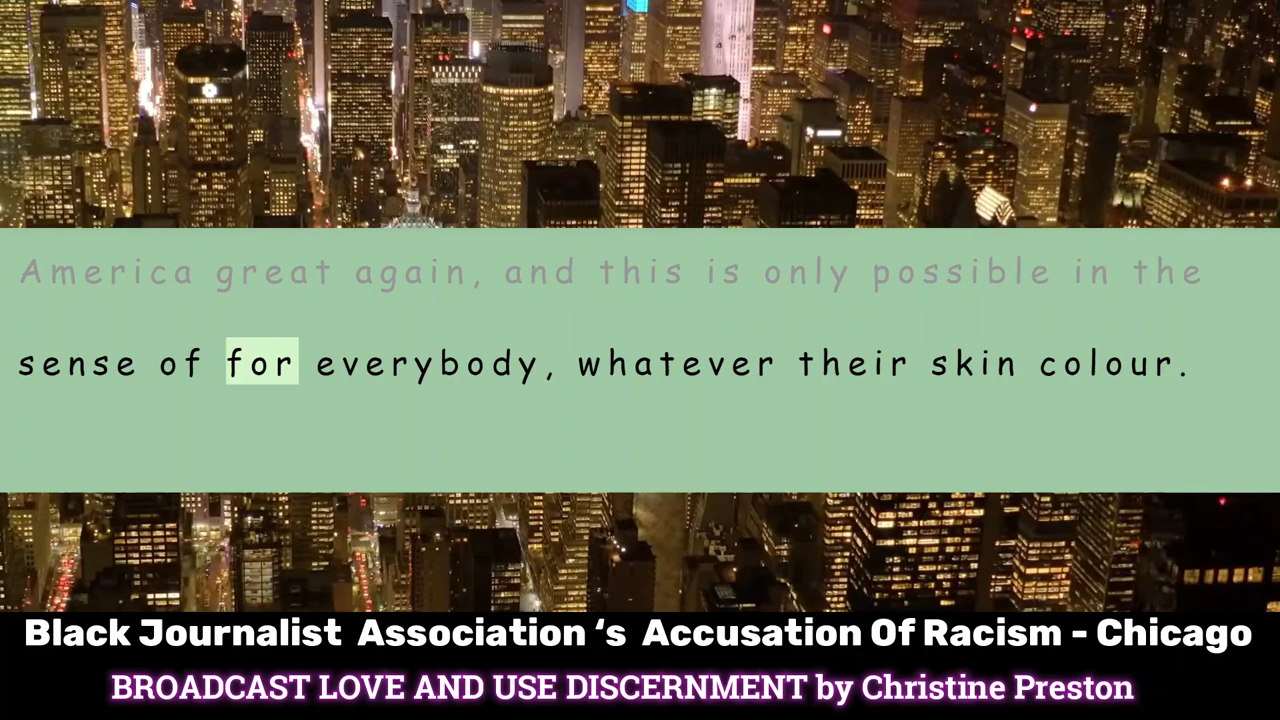 America great again, and this is only possible in the
sense of for everybody, whatever their skin colour.
Black Journalist Association ‘s Accusation Of Racism - Chicago
BROADCAST LOVE AND USE DISCERNMENT by Christine Preston